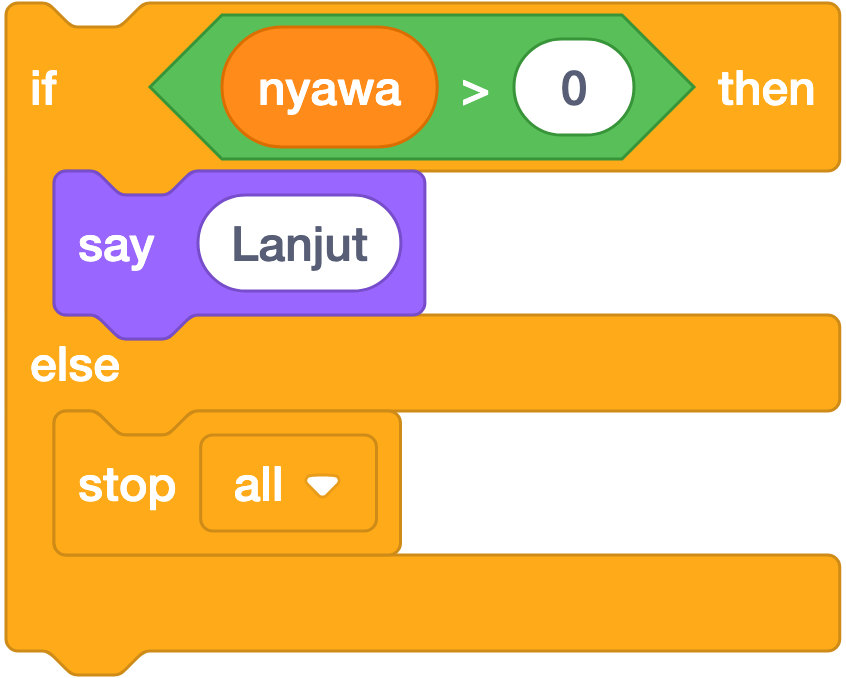 if nyawa > 0 then
say Lanjut
else
stop all